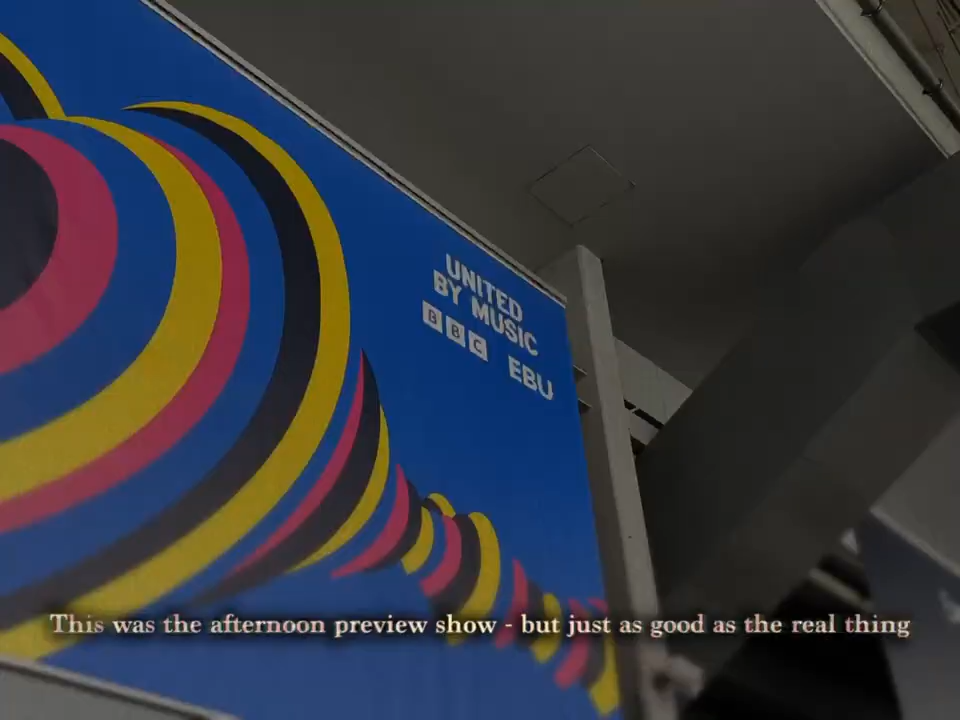 UNITED
BY MUSIC
BBC
EBU
This was the afternoon preview show - but just as good as the real thing